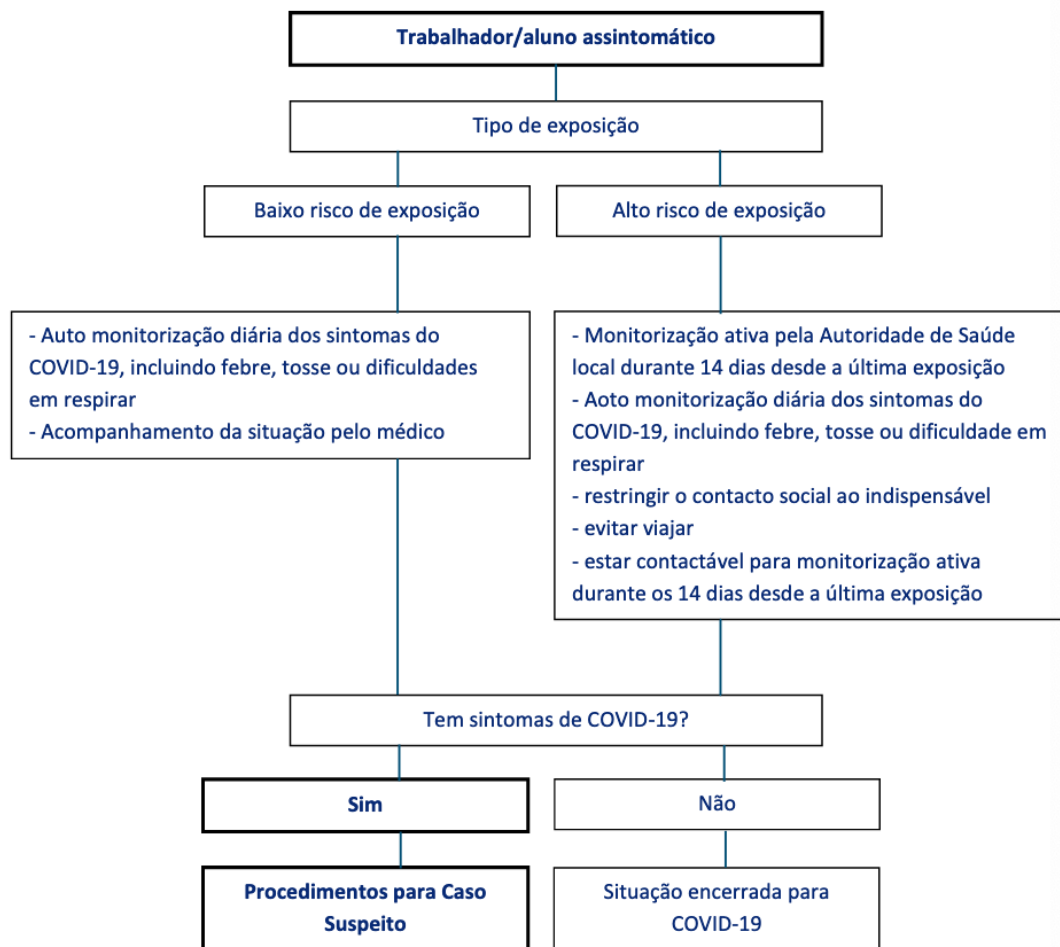 Trabalhador/aluno assintomático
Tipo de exposição
Baixo risco de exposição
Alto risco de exposição
- Auto monitorização diária dos sintomas do
COVID-19, incluindo febre, tosse ou dificuldades
em respirar
- Acompanhamento da situação pelo médico
- Monitorização ativa pela Autoridade de Saúde
local durante 14 dias desde a última exposição
- Aoto monitorização diária dos sintomas do
COVID-19, incluindo febre, tosse ou dificuldade em
respirar
- restringir o contacto social ao indispensável
- evitar viajar
- estar contactável para monitorização ativa
durante os 14 dias desde a última exposição
Tem sintomas de COVID-19?
Sim
Não
Procedimentos para Caso
Suspeito
Situação encerrada para
COVID-19